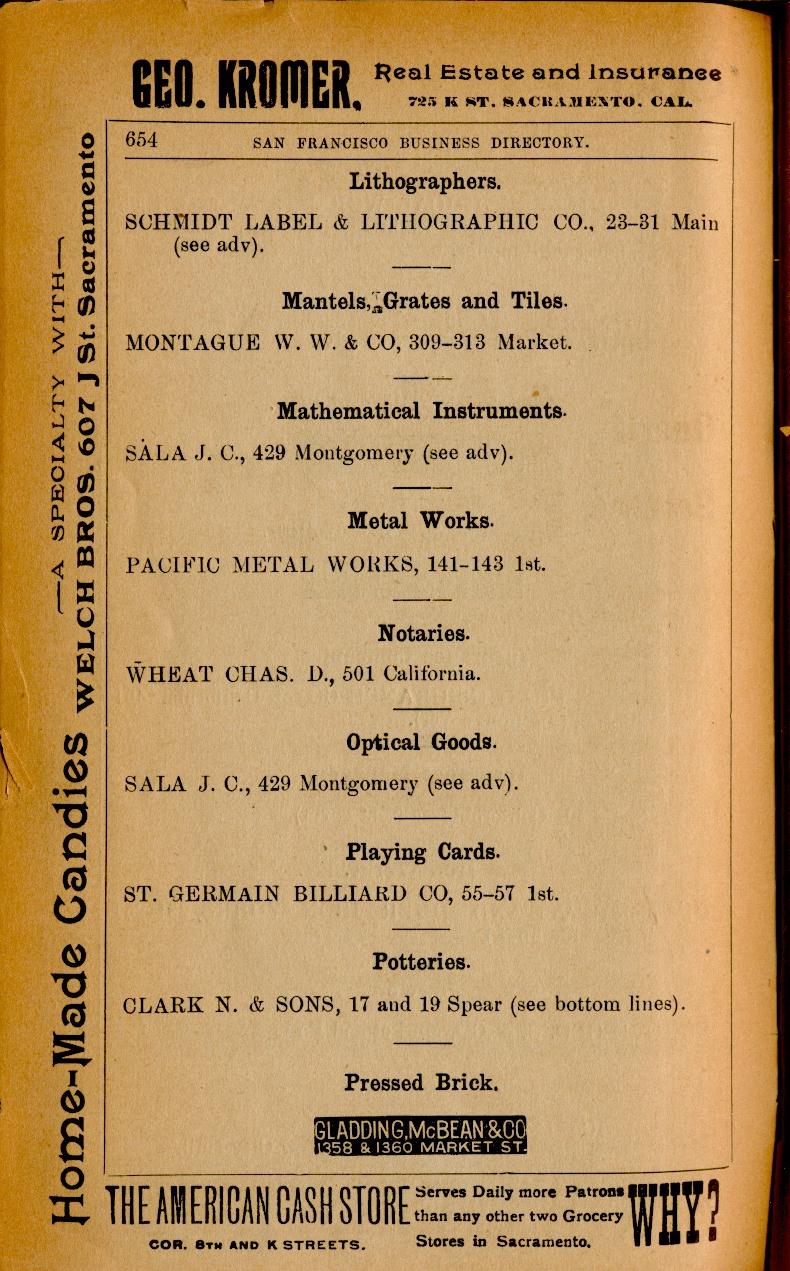 GEO. KROMER, Real Estate and Insurance
725 K ST. SACRAMENTO. CAL.
654 SAN FRANCISCO BUSINESS DIRECTORY.
Lithographers.
SCHMIDT LABEL & LITHOGRAPHIC CO., 23–31 Main
(see adv).
Mantels, Grates and Tiles.
MONTAGUE W. W. & CO, 309–313 Market.
Mathematical Instruments.
SALA J. C., 429 Montgomery (see adv).
Metal Works.
PACIFIC METAL WORKS, 141–143 1st.
Notaries.
WHEAT CHAS. D., 501 California.
Optical Goods.
SALA J. C., 429 Montgomery (see adv).
Playing Cards.
ST. GERMAIN BILLIARD CO, 55–57 1st.
Potteries.
CLARK N. & SONS, 17 and 19 Spear (see bottom lines).
Pressed Brick.
GLADDING, McBEAN & CO
1358 & 1360 MARKET ST.
Home-Made Candies
—A SPECIALTY WITH—
WELCH BROS. 607 J St. Sacramento
THE AMERICAN CASH STORE
COR. 8TH AND K STREETS.
Serves Daily more Patrons
than any other two Grocery
Stores in Sacramento.
WHY?